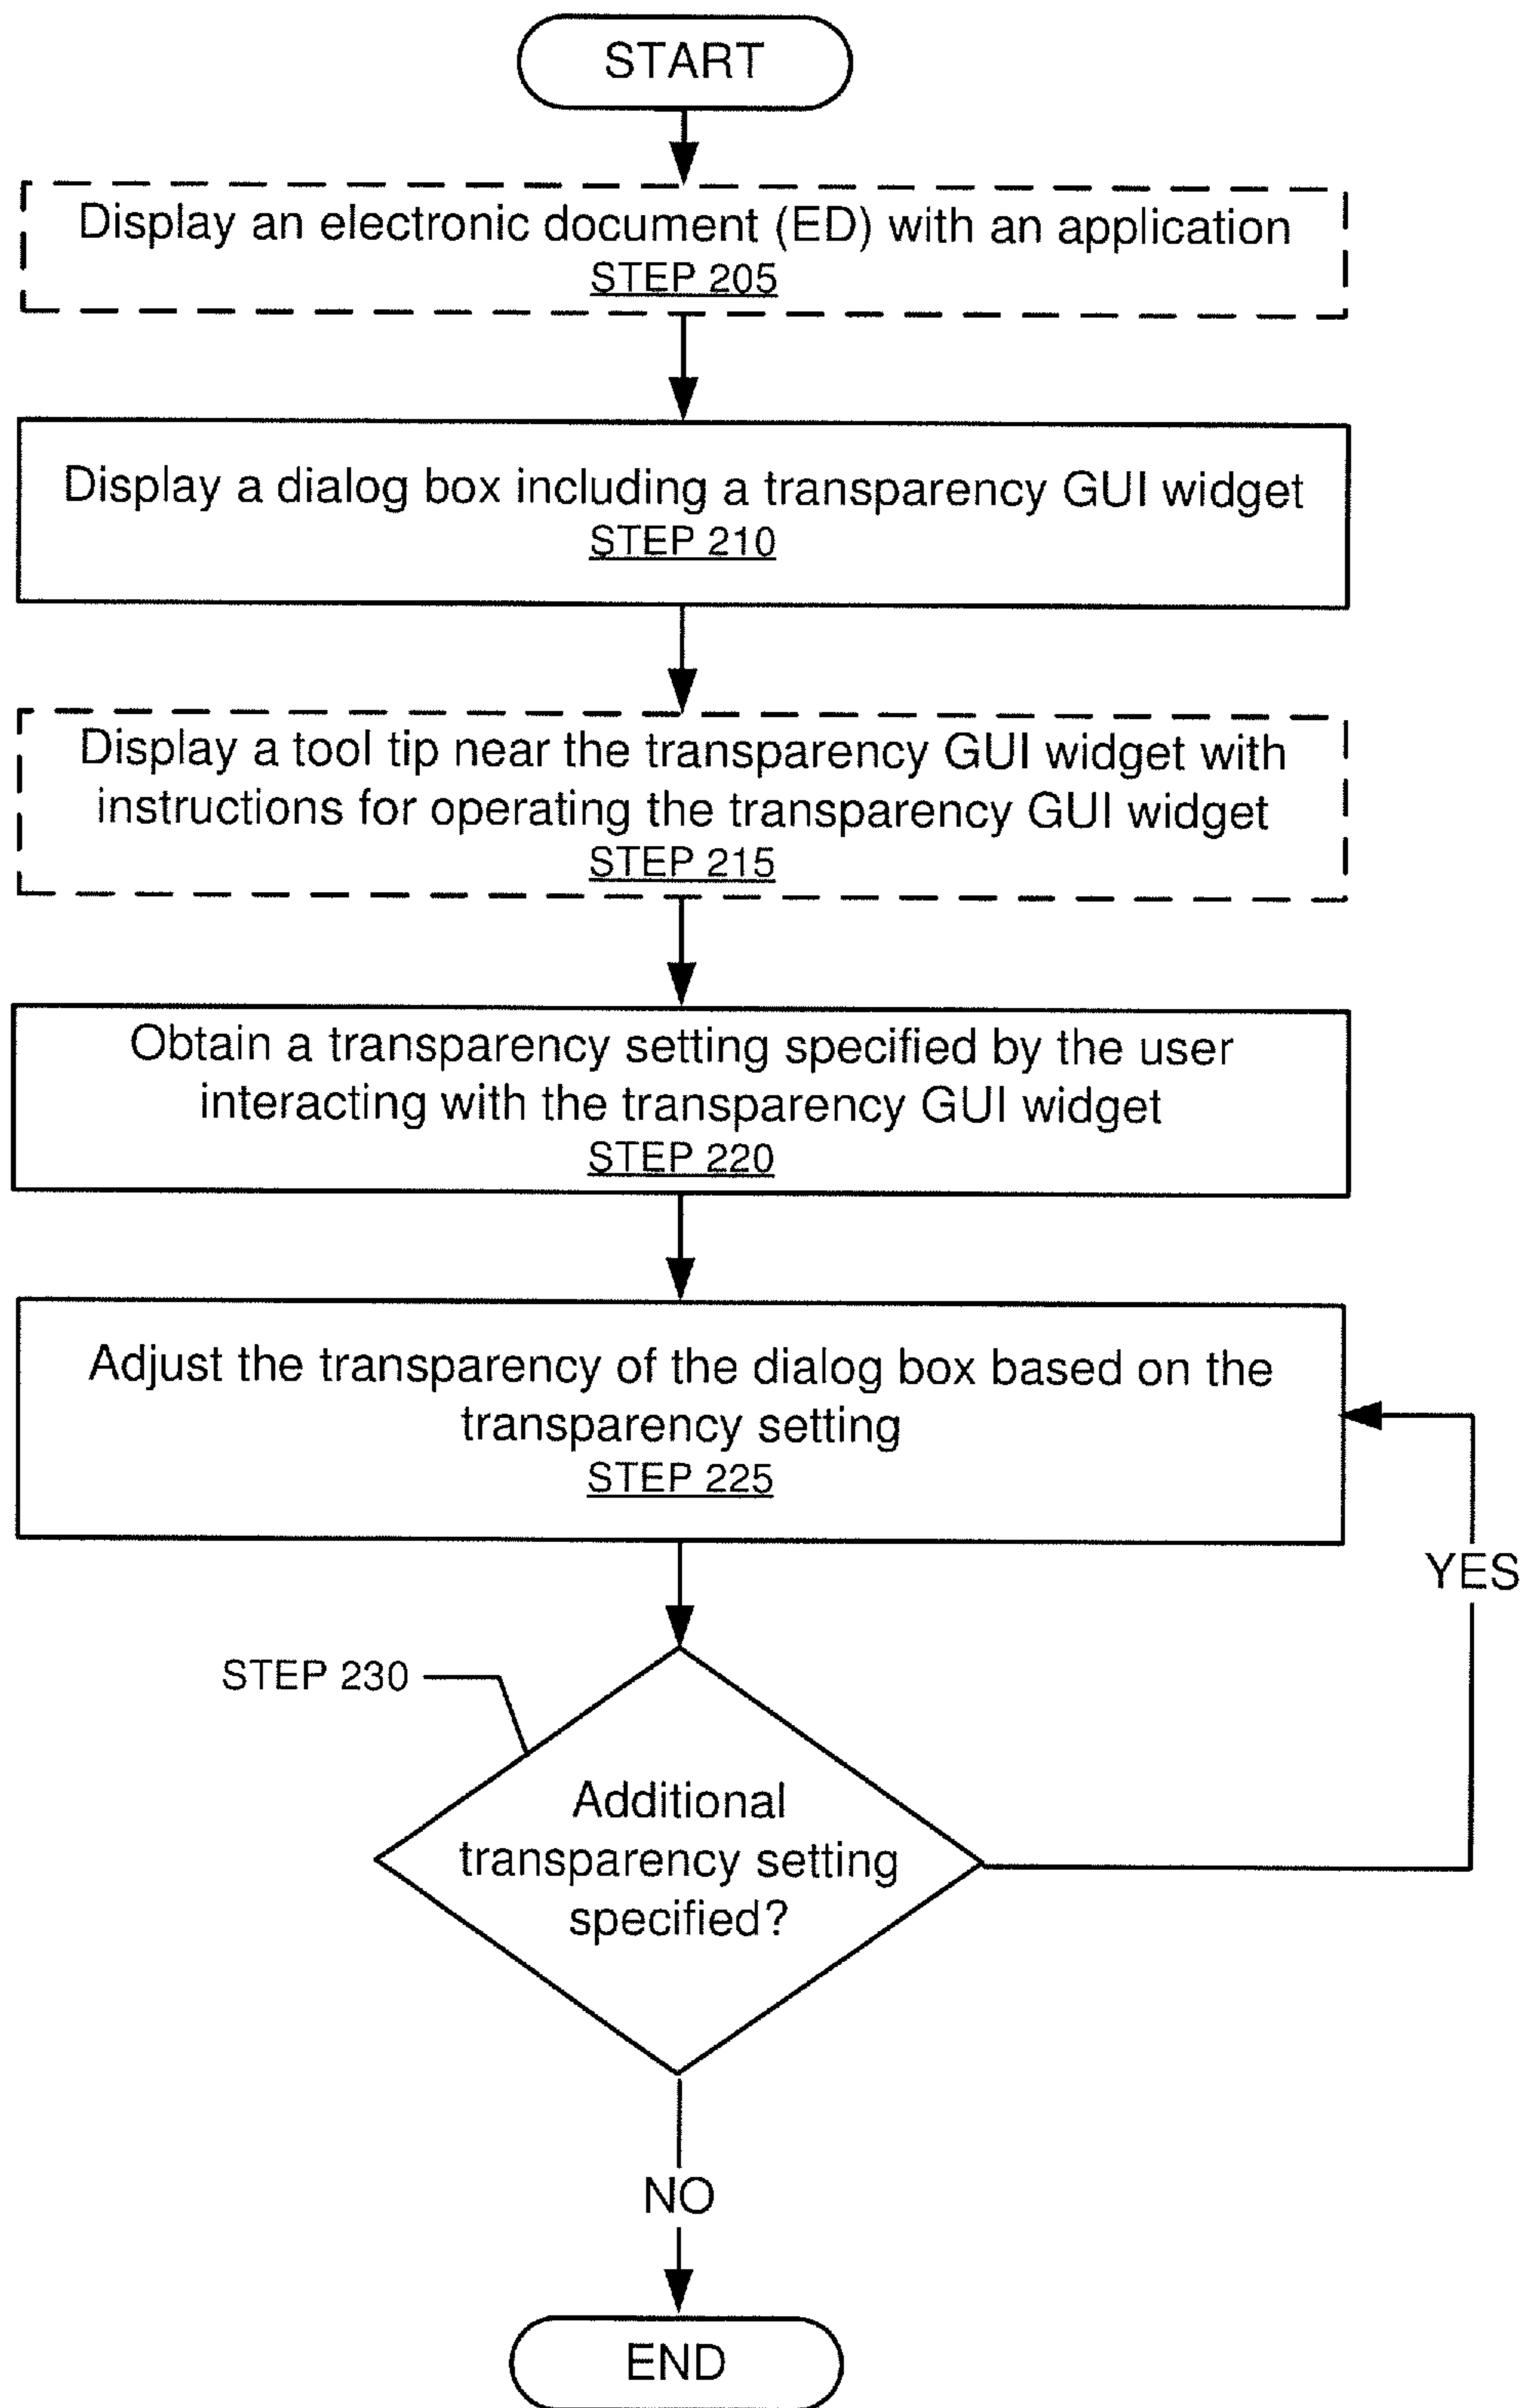 START
Display an electronic document (ED) with an application
STEP 205
Display a dialog box including a transparency GUI widget
STEP 210
Display a tool tip near the transparency GUI widget with
instructions for operating the transparency GUI widget
STEP 215
Obtain a transparency setting specified by the user
interacting with the transparency GUI widget
STEP 220
Adjust the transparency of the dialog box based on the
transparency setting
STEP 225
YES
STEP 230
Additional
transparency setting
specified?
NO
END